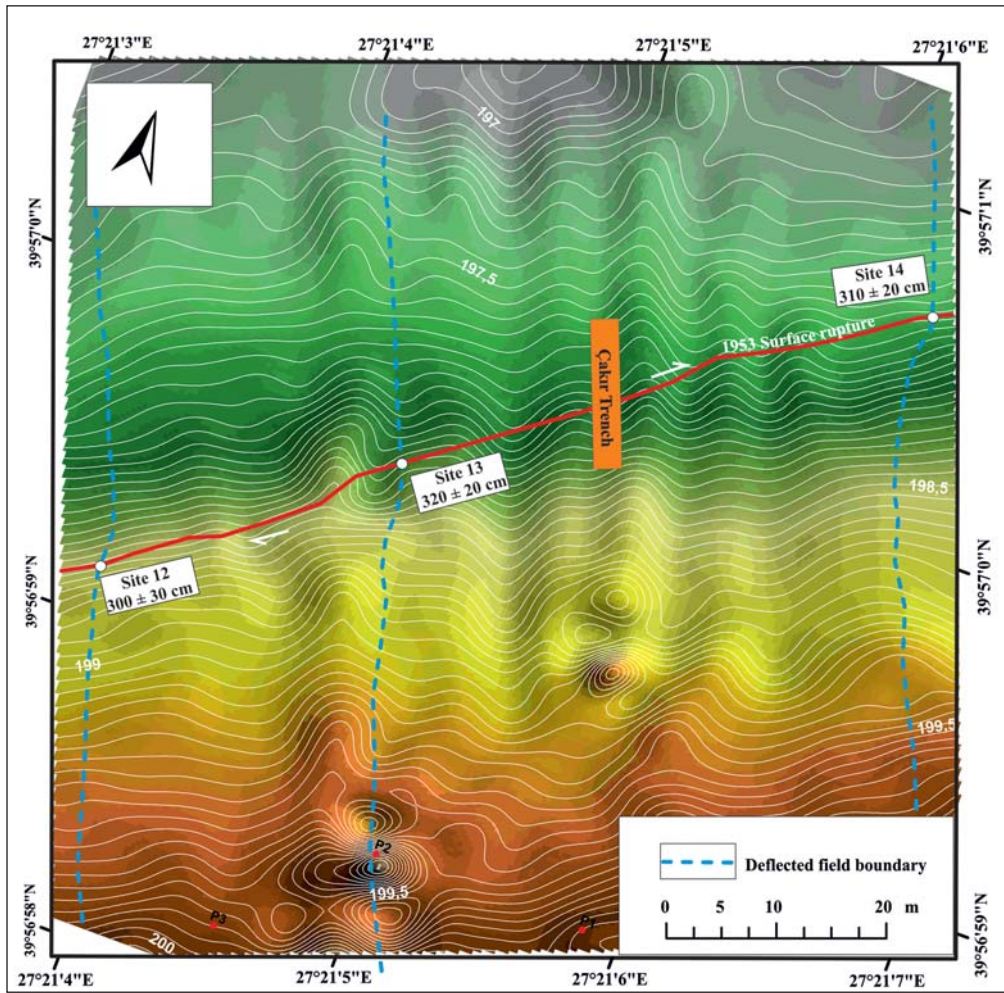 27°21'3"E
27°21'4"E
27°21'5"E
27°21'6"E
197
39°57'0"N
39°57'1"N
197,5
Site 14
310 ± 20 cm
1953 Surface rupture
Çakır Trench
Site 13
320 ± 20 cm
198,5
Site 12
300 ± 30 cm
39°56'59"N
39°57'0"N
199
199,5
P2
Deflected field boundary
199,5
P3
P1
0 5 10 20 m
200
39°56'58"N
39°56'59"N
27°21'4"E
27°21'5"E
27°21'6"E
27°21'7"E